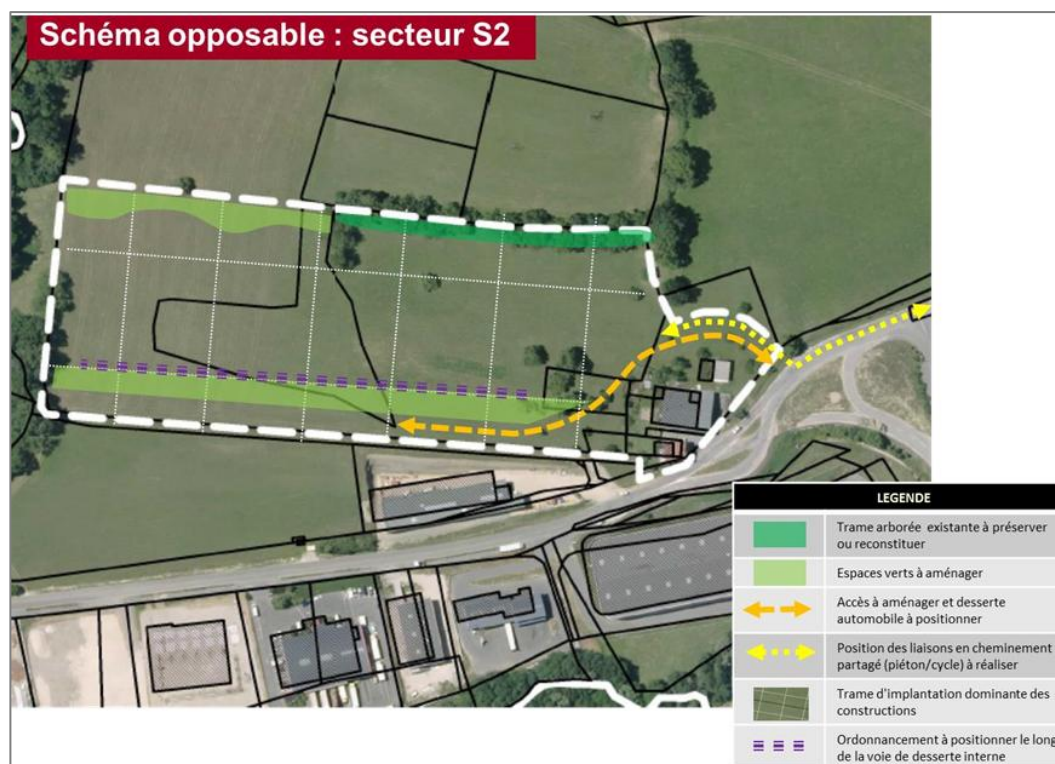 Schéma opposable : secteur S2
LEGENDE
Trame arborée existante à préserver
ou reconstituer
Espaces verts à aménager
Accès à aménager et desserte
automobile à positionner
Position des liaisons en cheminement
partagé (piéton/cycle) à réaliser
Trame d'implantation dominante des
constructions
Ordonnancement à positionner le long
de la voie de desserte interne